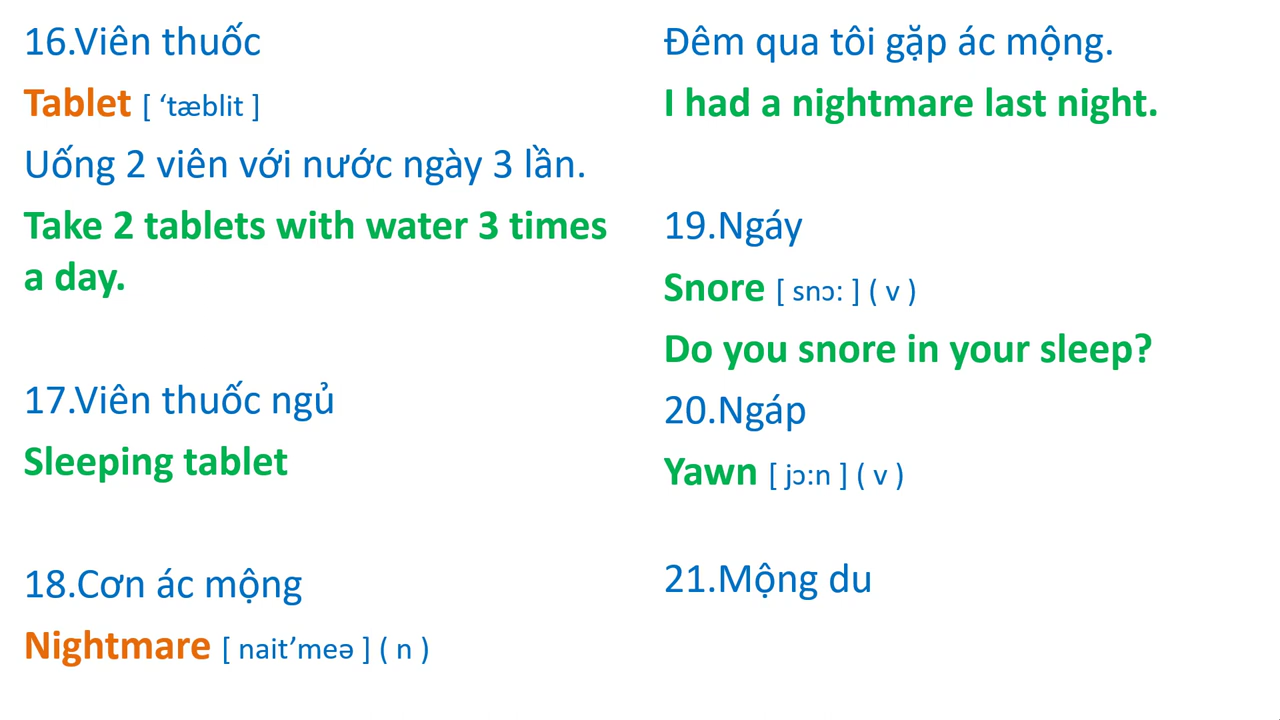 16.Viên thuốc
Tablet [ ‘tæblit ]
Uống 2 viên với nước ngày 3 lần.
Take 2 tablets with water 3 times
a day.
17.Viên thuốc ngủ
Sleeping tablet
18.Cơn ác mộng
Nightmare [ nait’meə ] ( n )
Đêm qua tôi gặp ác mộng.
I had a nightmare last night.
19.Ngáy
Snore [ snɔ: ] ( v )
Do you snore in your sleep?
20.Ngáp
Yawn [ jɔ:n ] ( v )
21.Mộng du